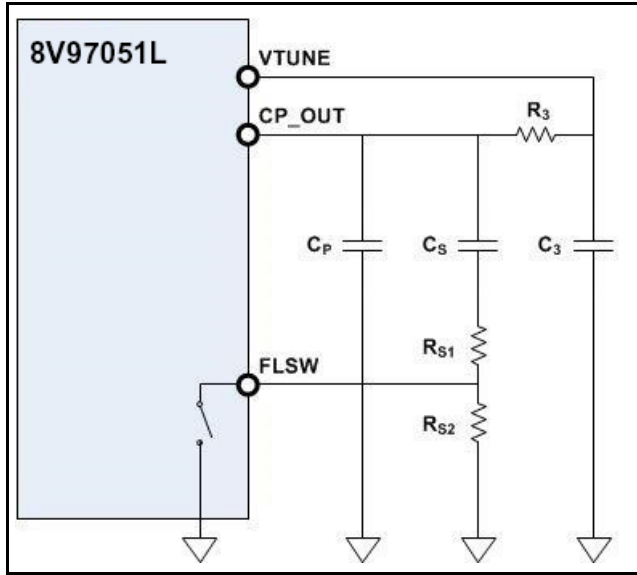 8V97051L
VTUNE
CP_OUT
R3
CP
CS
C3
RS1
FLSW
RS2